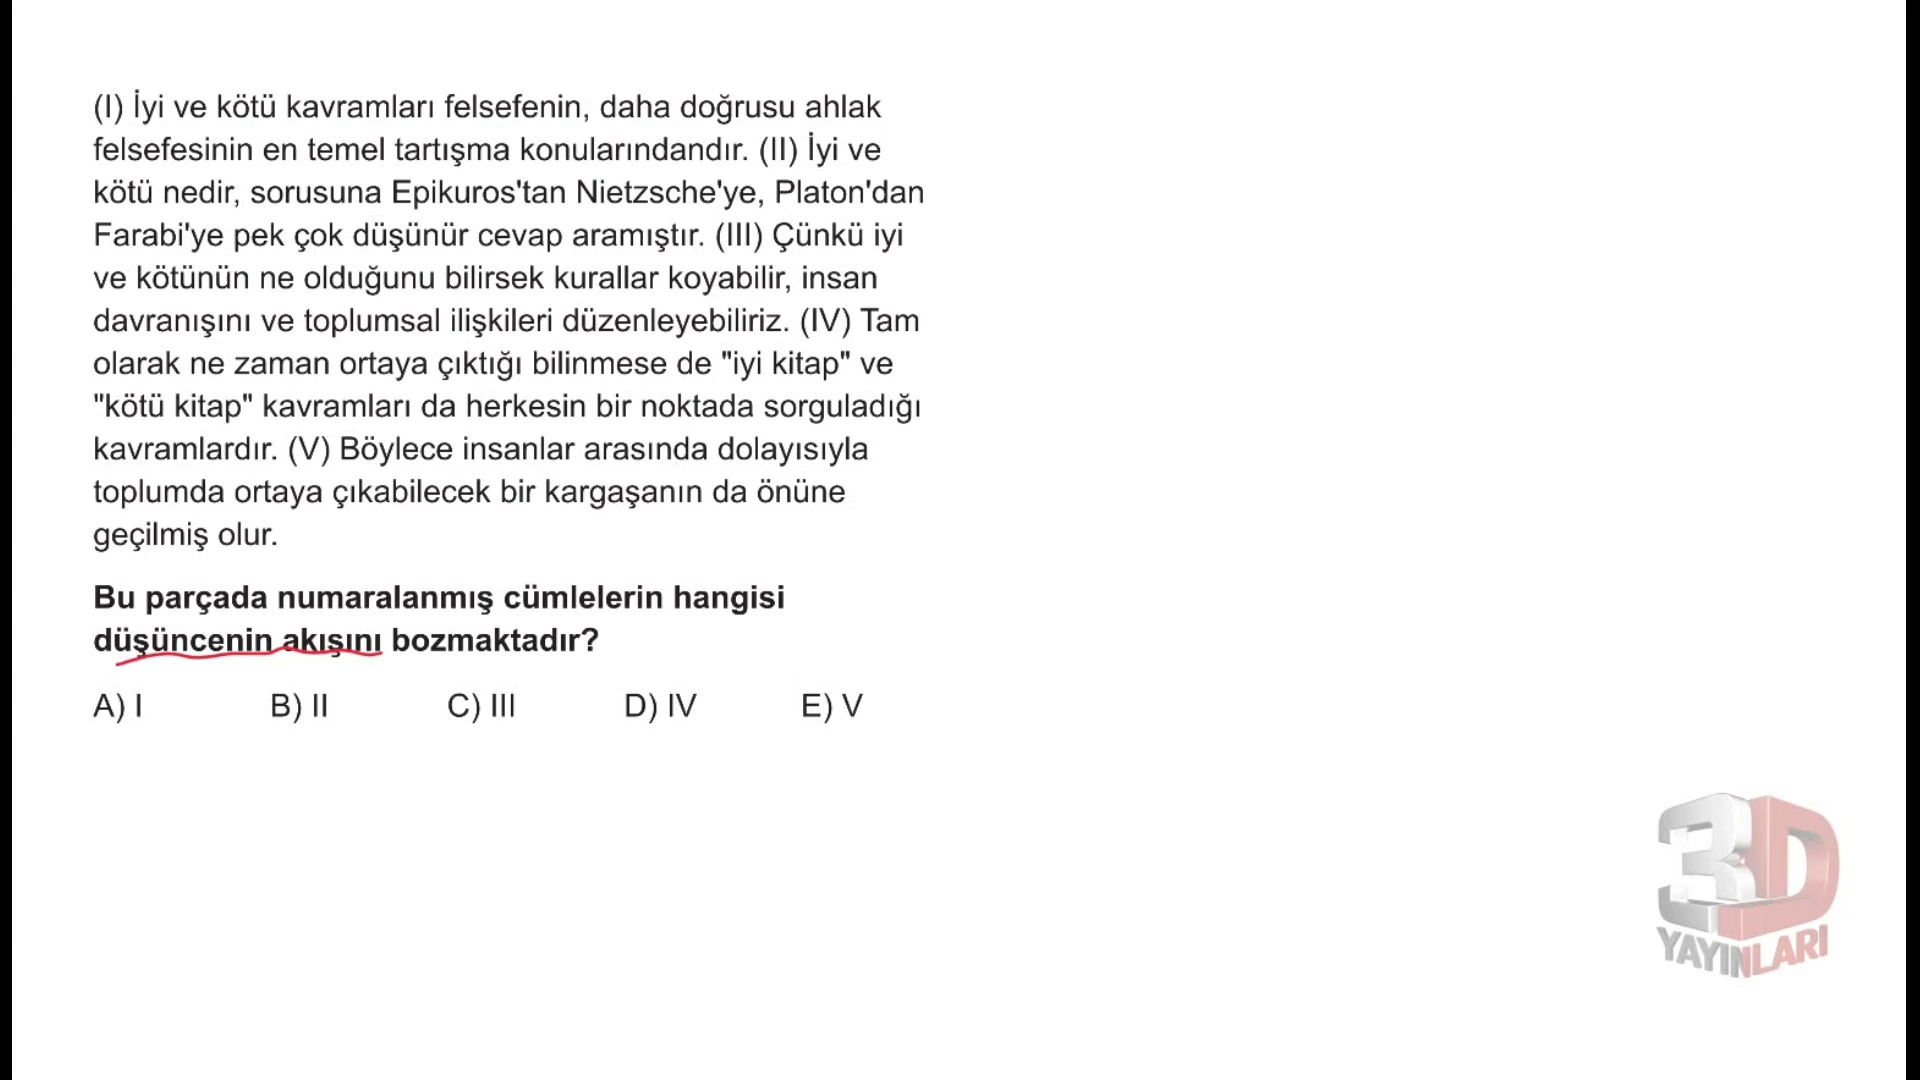 (I) İyi ve kötü kavramları felsefenin, daha doğrusu ahlak
felsefesinin en temel tartışma konularındandır. (II) İyi ve
kötü nedir, sorusuna Epikuros'tan Nietzsche'ye, Platon'dan
Farabi'ye pek çok düşünür cevap aramıştır. (III) Çünkü iyi
ve kötünün ne olduğunu bilirsek kurallar koyabilir, insan
davranışını ve toplumsal ilişkileri düzenleyebiliriz. (IV) Tam
olarak ne zaman ortaya çıktığı bilinmese de "iyi kitap" ve
"kötü kitap" kavramları da herkesin bir noktada sorguladığı
kavramlardır. (V) Böylece insanlar arasında dolayısıyla
toplumda ortaya çıkabilecek bir kargaşanın da önüne
geçilmiş olur.
Bu parçada numaralanmış cümlelerin hangisi
düşüncenin akışını bozmaktadır?
A) I B) II C) III D) IV E) V
3D
YAYINLARI